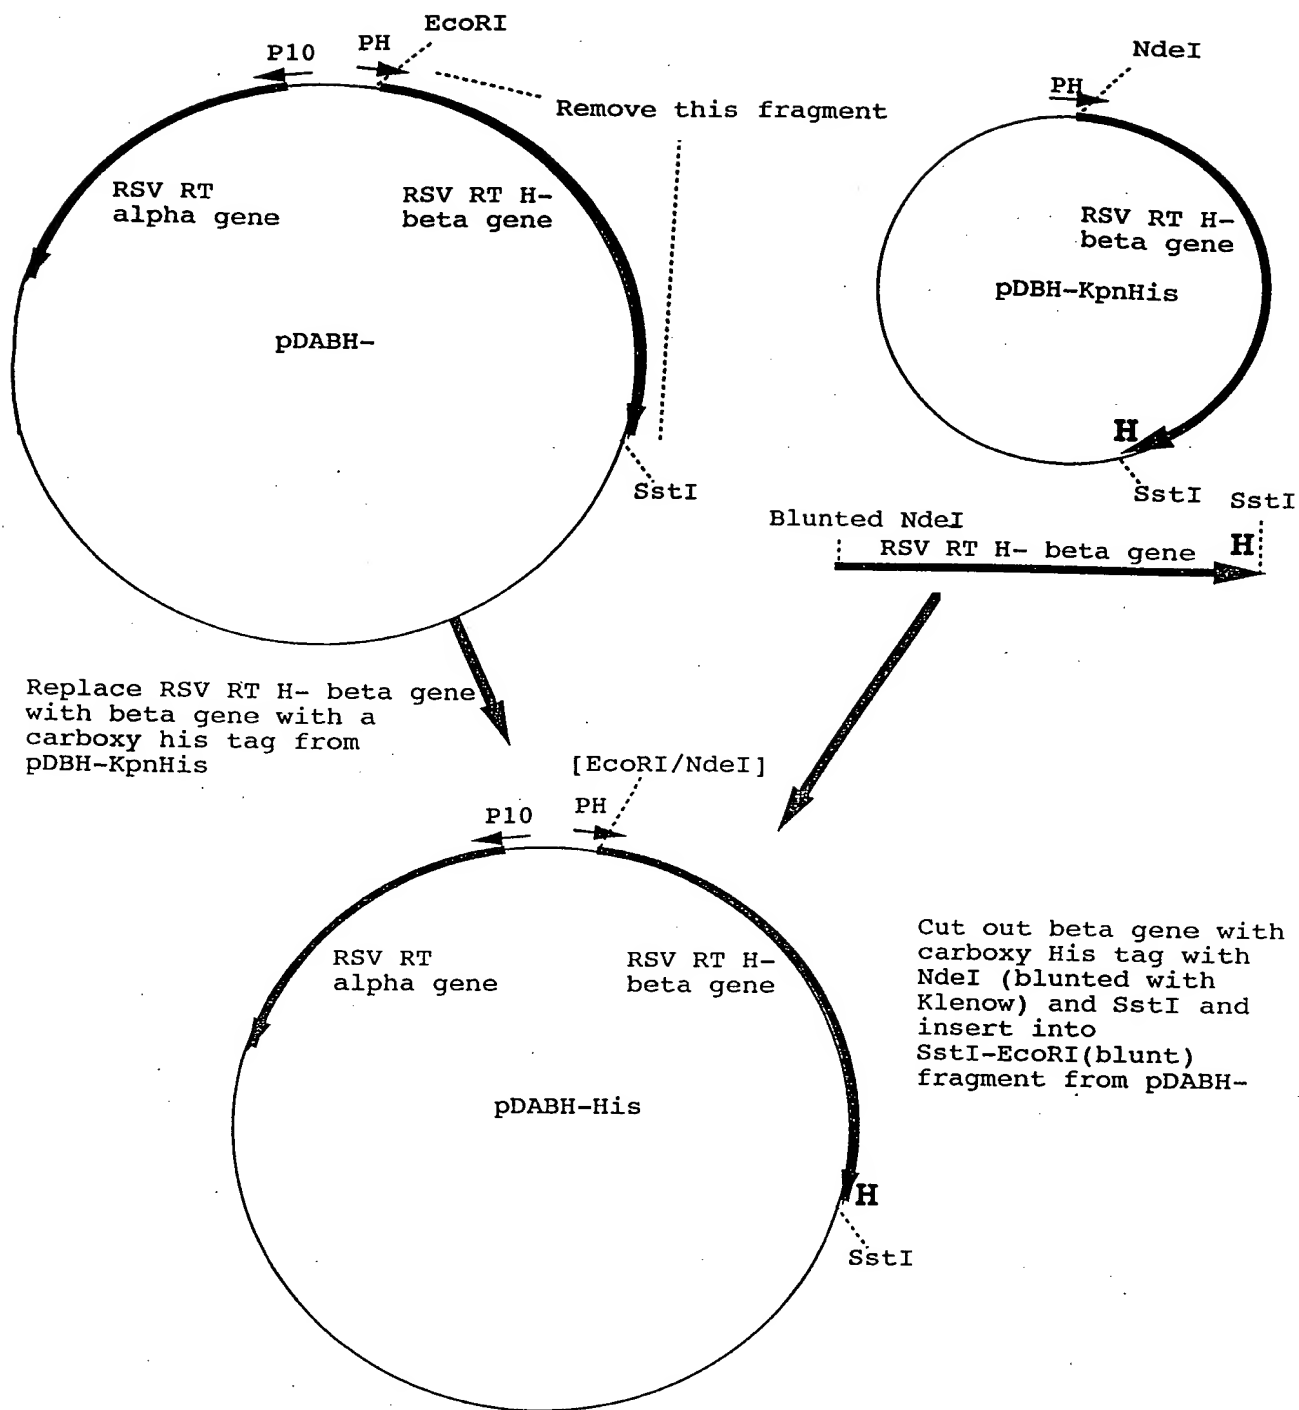 EcoRI
P10
PH
Remove this fragment
RSV RT
alpha gene
RSV RT H-
beta gene
pDABH-
SstI
NdeI
PH
RSV RT H-
beta gene
pDBH-KpnHis
H
SstI
SstI
Blunted NdeI
RSV RT H- beta gene
H
Replace RSV RT H- beta gene
with beta gene with a
carboxy his tag from
pDBH-KpnHis
[EcoRI/NdeI]
P10
PH
RSV RT
alpha gene
RSV RT H-
beta gene
pDABH-His
H
SstI
Cut out beta gene with
carboxy His tag with
NdeI (blunted with
Klenow) and SstI and
insert into
SstI-EcoRI(blunt)
fragment from pDABH-